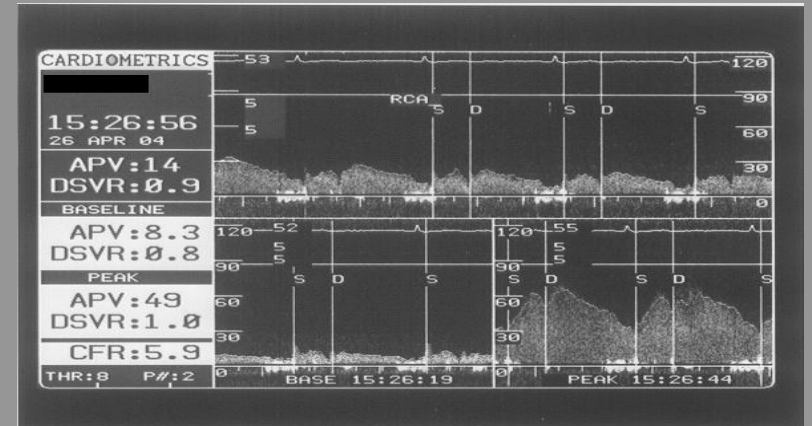 CARDIOMETRICS
15:26:56
26 APR 04
APV:14
DSVR:0.9
BASELINE
APV:8.3
DSVR:0.8
PEAK
APV:49
DSVR:1.0
CFR:5.9
THR:8 P#:2
53
120
5
RCA
90
S D S D S
5
60
30
0
120 52
5
5
90
S D S
60
30
0
BASE 15:26:19
120 55
5
5
90
S D S D S
60
30
0
PEAK 15:26:44